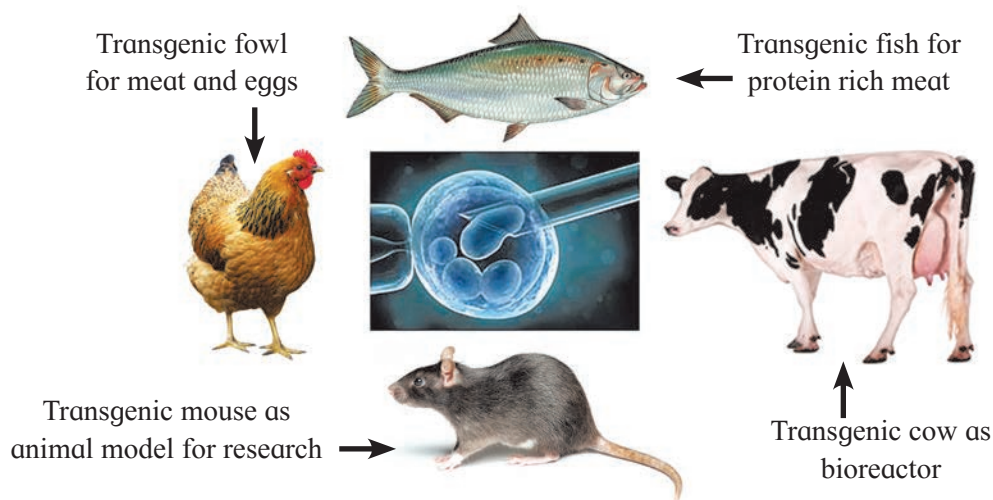 Transgenic fowl
for meat and eggs
Transgenic fish for
protein rich meat
Transgenic mouse as
animal model for research
Transgenic cow as
bioreactor